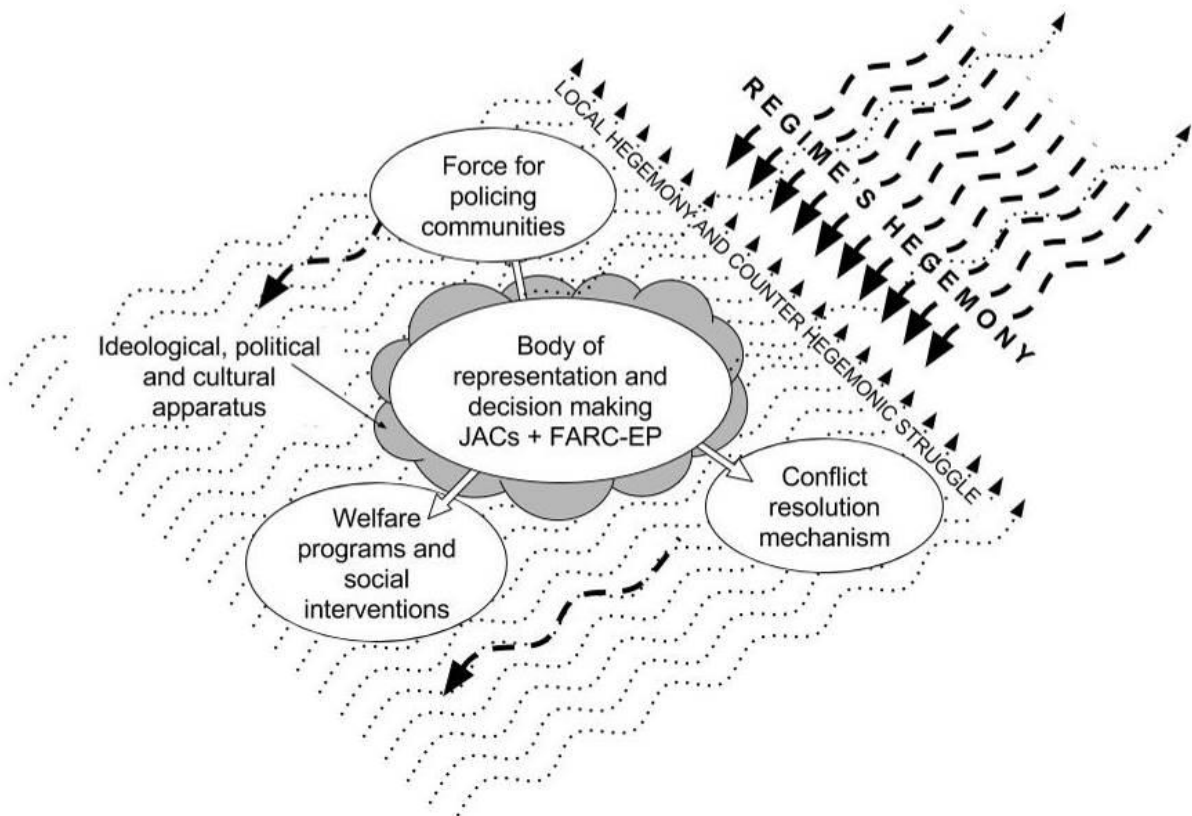 REGIME'S HEGEMONY
LOCAL HEGEMONY AND COUNTER HEGEMONIC STRUGGLE
Force for
policing
communities
Ideological, political
and cultural
apparatus
Body of
representation and
decision making
JACs + FARC-EP
Conflict
resolution
mechanism
Welfare
programs and
social
interventions